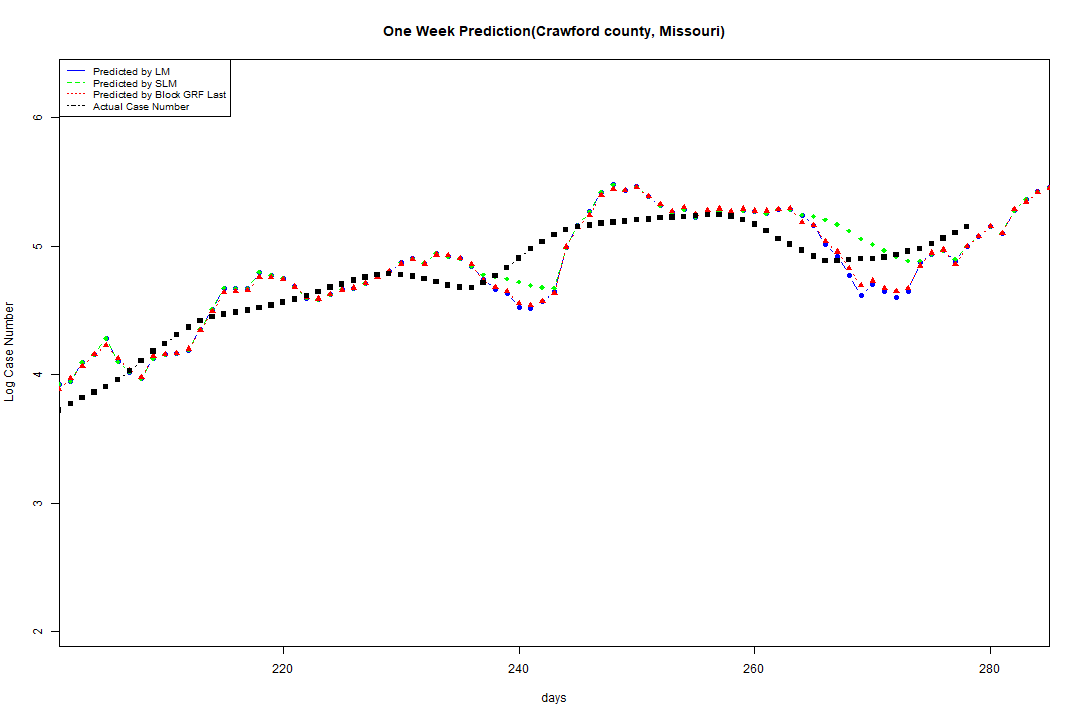 One Week Prediction(Crawford county, Missouri)
Predicted by LM
Predicted by SLM
Predicted by Block GRF Last
Actual Case Number
6
5
4
3
2
Log Case Number
220 240 260 280
days